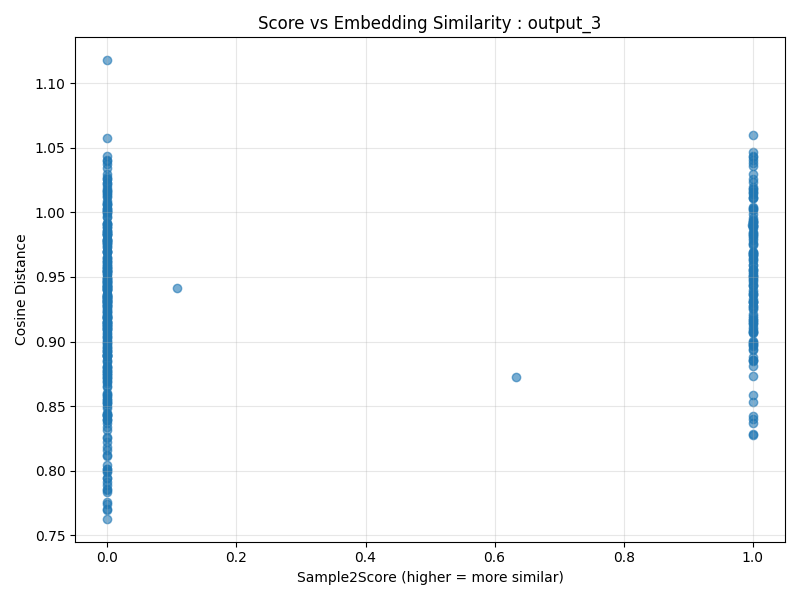 Score vs Embedding Similarity : output_3
Cosine Distance
1.10
1.05
1.00
0.95
0.90
0.85
0.80
0.75
0.0 0.2 0.4 0.6 0.8 1.0
Sample2Score (higher = more similar)